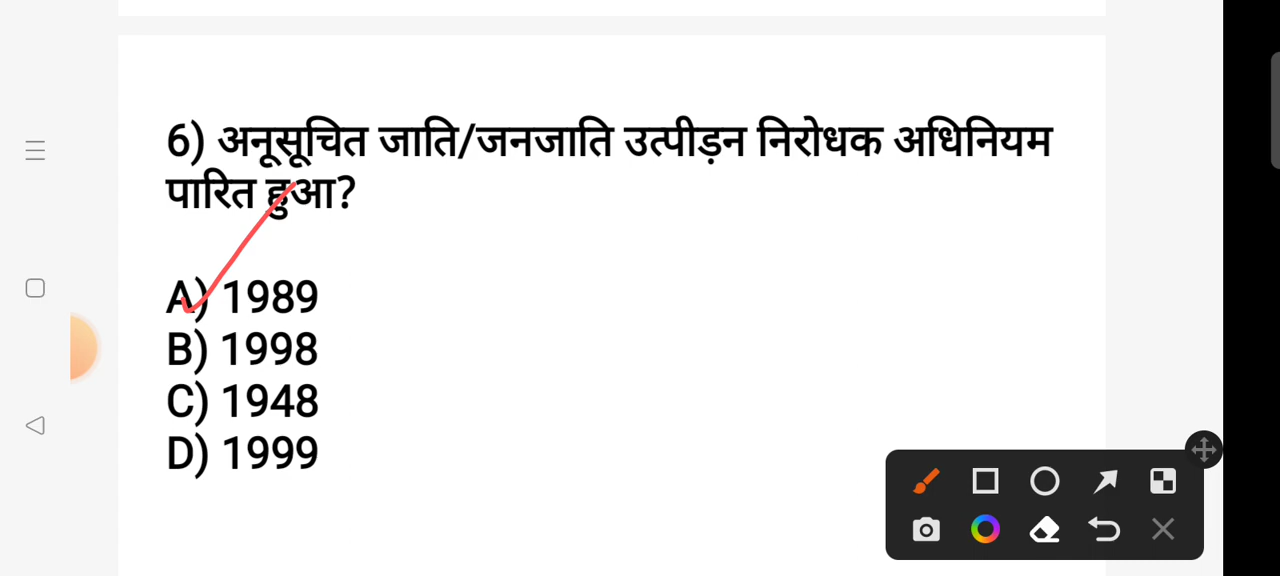 6) अनुसूचित जाति/जनजाति उत्पीड़न निरोधक अधिनियम
पारित हुआ?
A) 1989
B) 1998
C) 1948
D) 1999